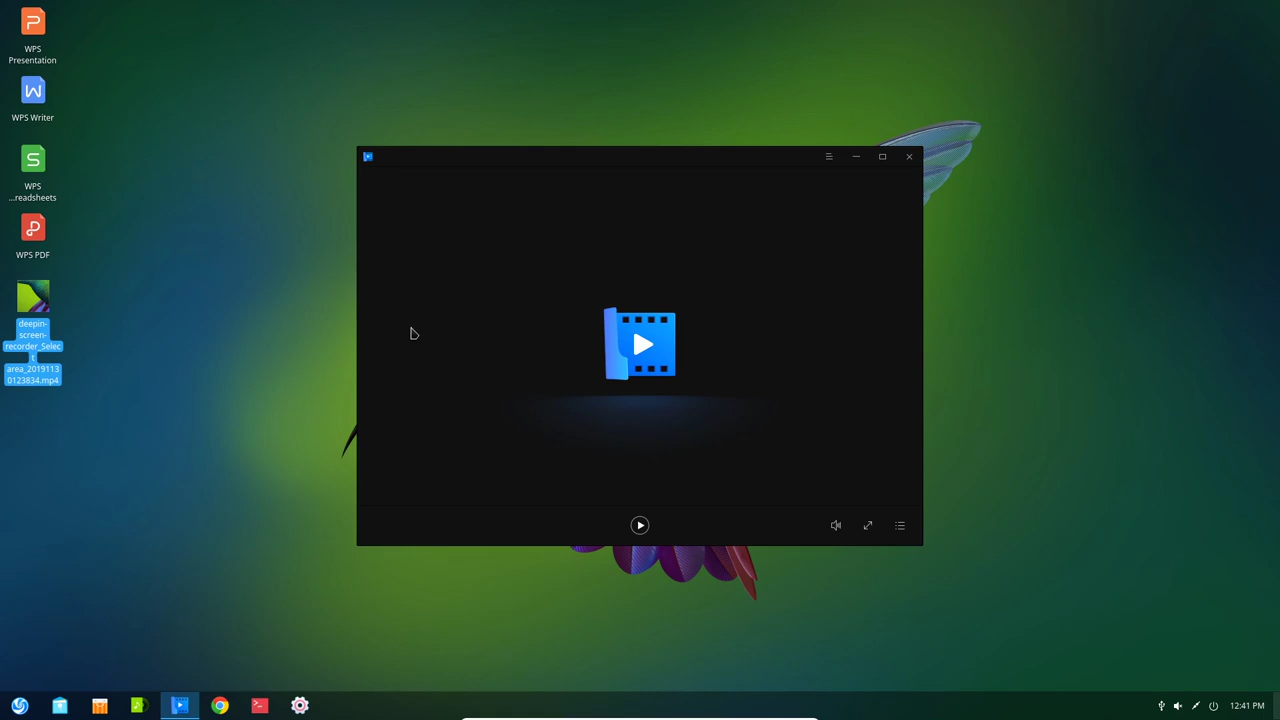 WPS
Presentation
WPS Writer
WPS
...readsheets
WPS PDF
deepin-
screen-
recorder_Selec
t
area_2019113
0123834.mp4
12:41 PM